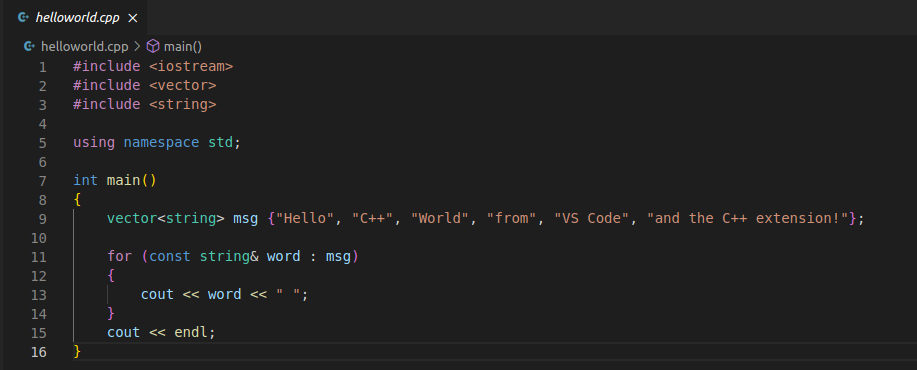 helloworld.cpp ×
helloworld.cpp > main()
1 #include <iostream>
2 #include <vector>
3 #include <string>
4
5 using namespace std;
6
7 int main()
8 {
9     vector<string> msg {"Hello", "C++", "World", "from", "VS Code", "and the C++ extension!"};
10
11     for (const string& word : msg)
12     {
13         cout << word << " ";
14     }
15     cout << endl;
16 }